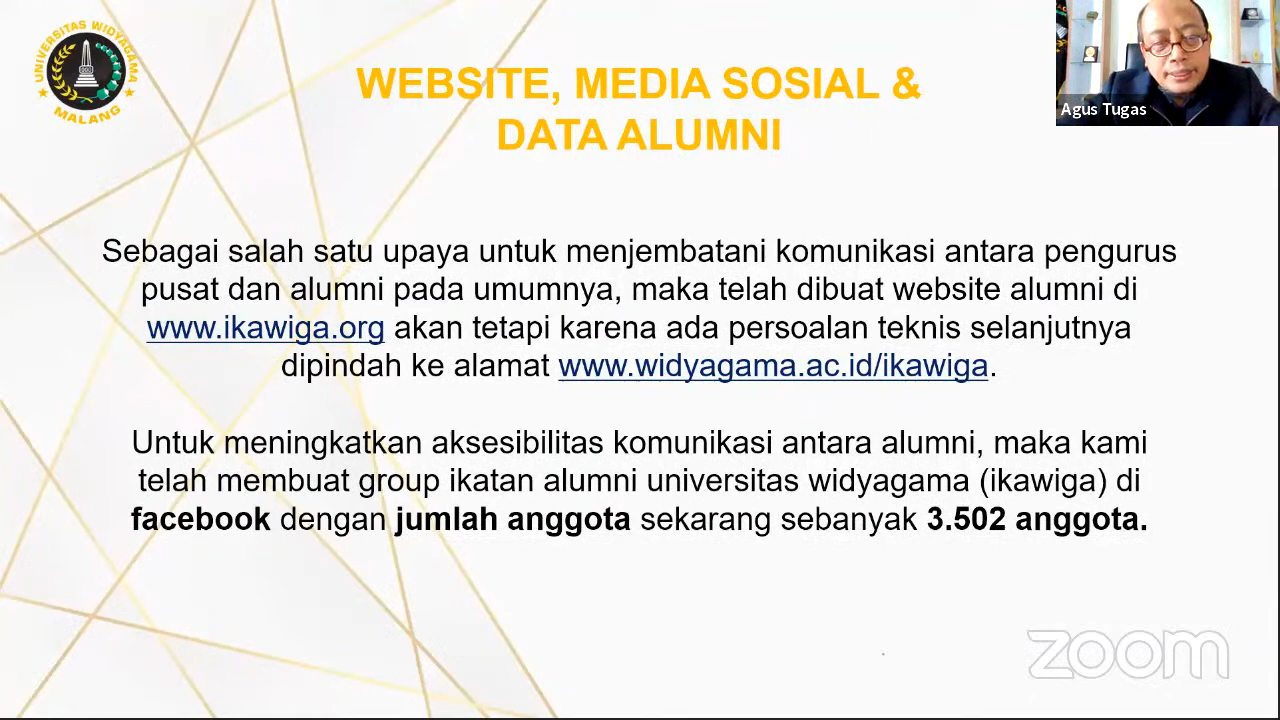 UNIVERSITAS WIDYAGAMA
MALANG
WEBSITE, MEDIA SOSIAL &
DATA ALUMNI
Agus Tugas
Sebagai salah satu upaya untuk menjembatani komunikasi antara pengurus
pusat dan alumni pada umumnya, maka telah dibuat website alumni di
www.ikawiga.org akan tetapi karena ada persoalan teknis selanjutnya
dipindah ke alamat www.widyagama.ac.id/ikawiga.
Untuk meningkatkan aksesibilitas komunikasi antara alumni, maka kami
telah membuat group ikatan alumni universitas widyagama (ikawiga) di
facebook dengan jumlah anggota sekarang sebanyak 3.502 anggota.
zoom